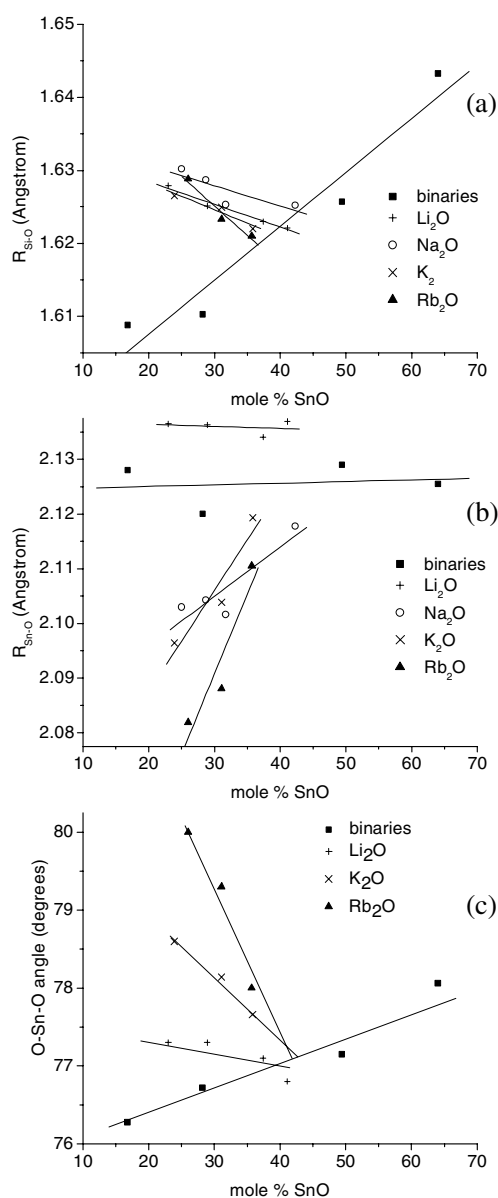 1.65
1.64
1.63
1.62
1.61
R_Si-O (Angstrom)
(a)
binaries
Li₂O
Na₂O
K₂
Rb₂O
10 20 30 40 50 60 70
mole % SnO
2.13
2.12
2.11
2.10
2.09
2.08
R_Sn-O (Angstrom)
(b)
binaries
Li₂O
Na₂O
K₂O
Rb₂O
10 20 30 40 50 60 70
mole % SnO
80
79
78
77
76
O-Sn-O angle (degrees)
(c)
binaries
Li₂O
K₂O
Rb₂O
10 20 30 40 50 60 70
mole % SnO